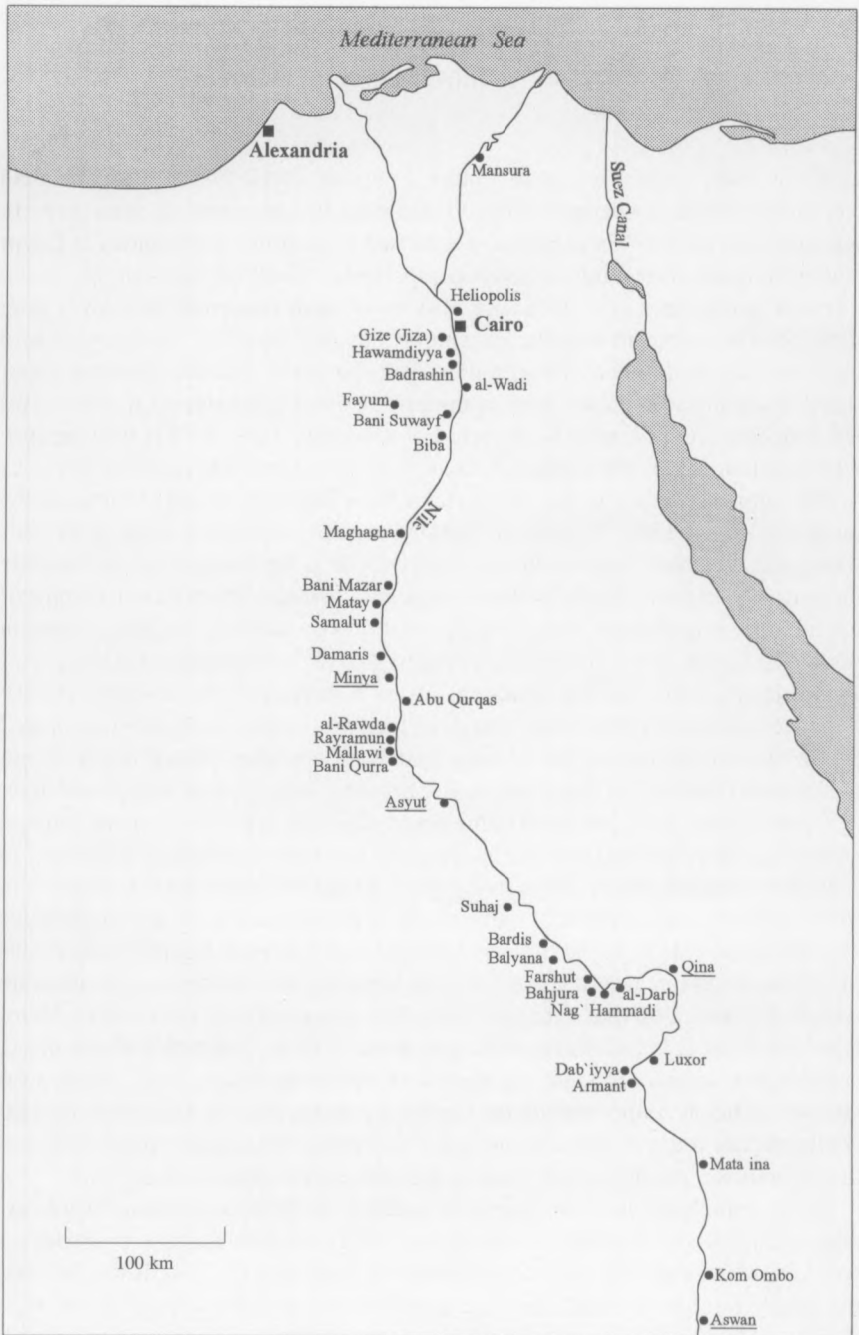 Mediterranean Sea
Alexandria
Mansura
Suez Canal
Heliopolis
Cairo
Gize (Jiza)
Hawamdiyya
Badrashin
al-Wadi
Fayum
Bani Suwayf
Biba
Nile
Maghagha
Bani Mazar
Matay
Samalut
Damaris
Minya
Abu Qurqas
al-Rawda
Rayramun
Mallawi
Bani Qurra
Asyut
Suhaj
Bardis
Balyana
Qina
Farshut
Bahjura
al-Darb
Nag` Hammadi
Luxor
Dab`iyya
Armant
Mata ina
100 km
Kom Ombo
Aswan